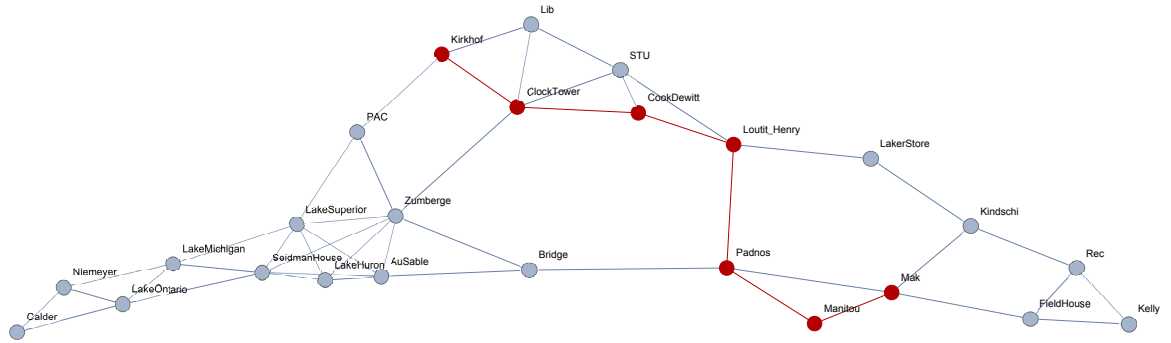 Lib
Kirkhof
STU
ClockTower
CookDewitt
PAC
Loutit_Henry
LakerStore
Zumberge
LakeSuperior
Kindschi
LakeMichigan
SeidmanHouse
LakeHuron
AuSable
Bridge
Padnos
Rec
Niemeyer
Mak
LakeOntario
Manitou
FieldHouse
Kelly
Calder